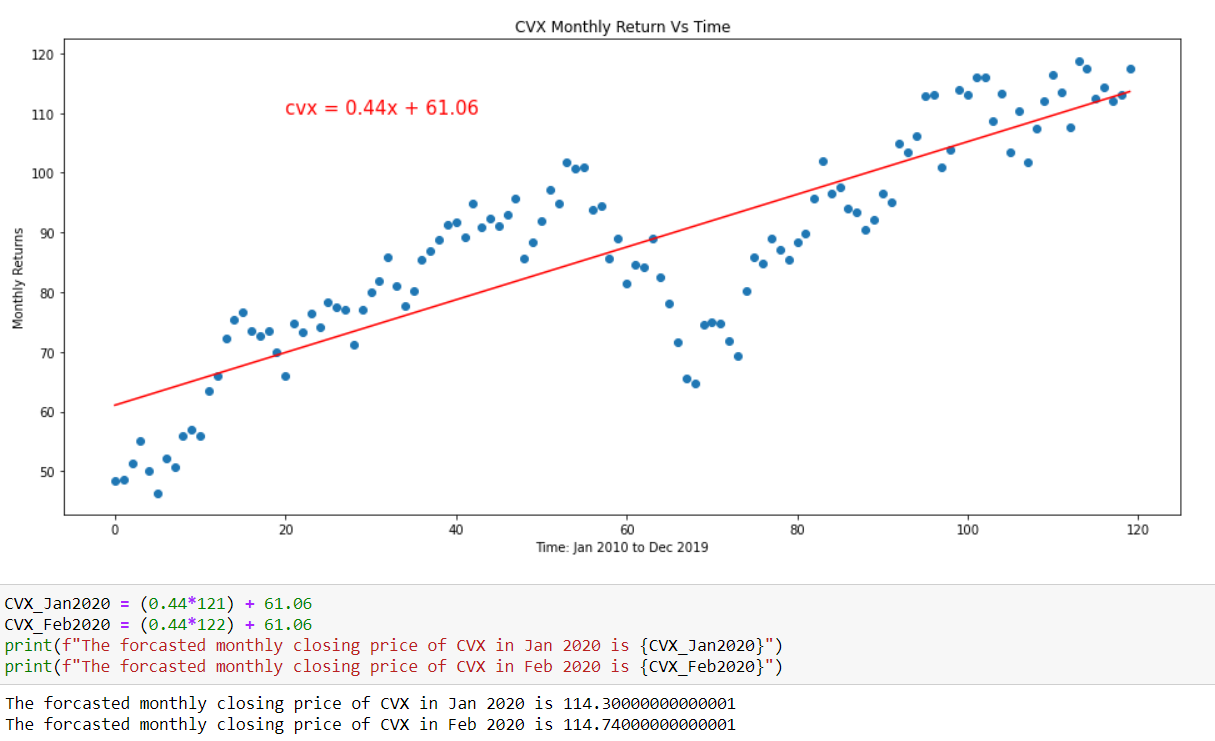 CVX Monthly Return Vs Time
120
110
100
90
80
70
60
50
Monthly Returns
cvx = 0.44x + 61.06
0 20 40 60 80 100 120
Time: Jan 2010 to Dec 2019
CVX_Jan2020 = (0.44*121) + 61.06
CVX_Feb2020 = (0.44*122) + 61.06
print(f"The forcasted monthly closing price of CVX in Jan 2020 is {CVX_Jan2020}")
print(f"The forcasted monthly closing price of CVX in Feb 2020 is {CVX_Feb2020}")
The forcasted monthly closing price of CVX in Jan 2020 is 114.30000000000001
The forcasted monthly closing price of CVX in Feb 2020 is 114.74000000000001